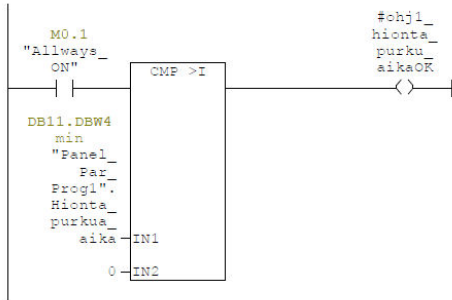 M0.1
"Allways_
ON"
CMP >I
#ohj1_
hionta_
purku_
aikaOK
DB11.DBW4
min
"Panel_
Par_
Prog1".
Hionta_
purkua_
aika
IN1
0
IN2